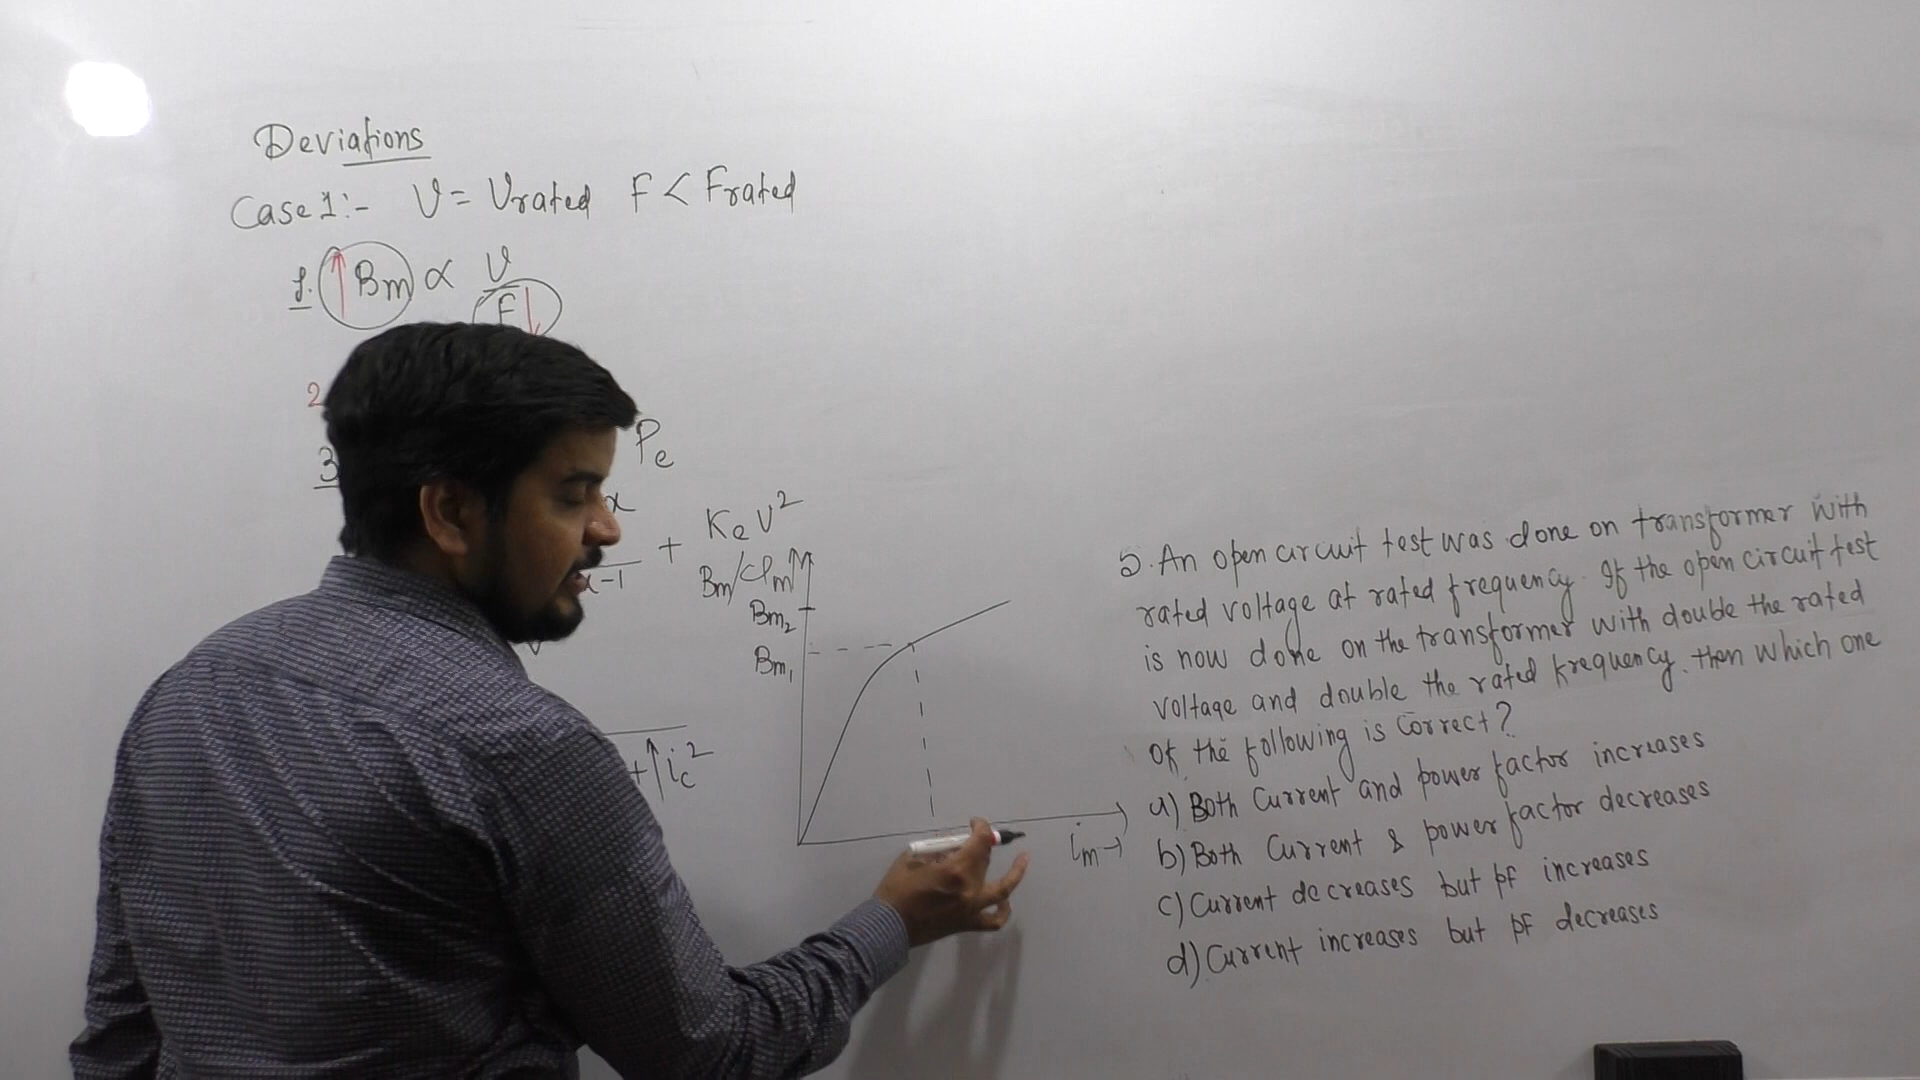 Deviations
Case 1:- V = Vrated F < Frated
1. ↑Bm ∝ V/F↓
2
3
Pe
x
x-1 + KeV²
Bm/φm
Bm2
Bm1
+↑ic²
im→
5. An open circuit test was done on transformer with
rated voltage at rated frequency. If the open circuit test
is now done on the transformer with double the rated
voltage and double the rated frequency. then which one
of the following is correct?
a) Both Current and power factor increases
b) Both Current & power factor decreases
c) Current decreases but pf increases
d) Current increases but pf decreases